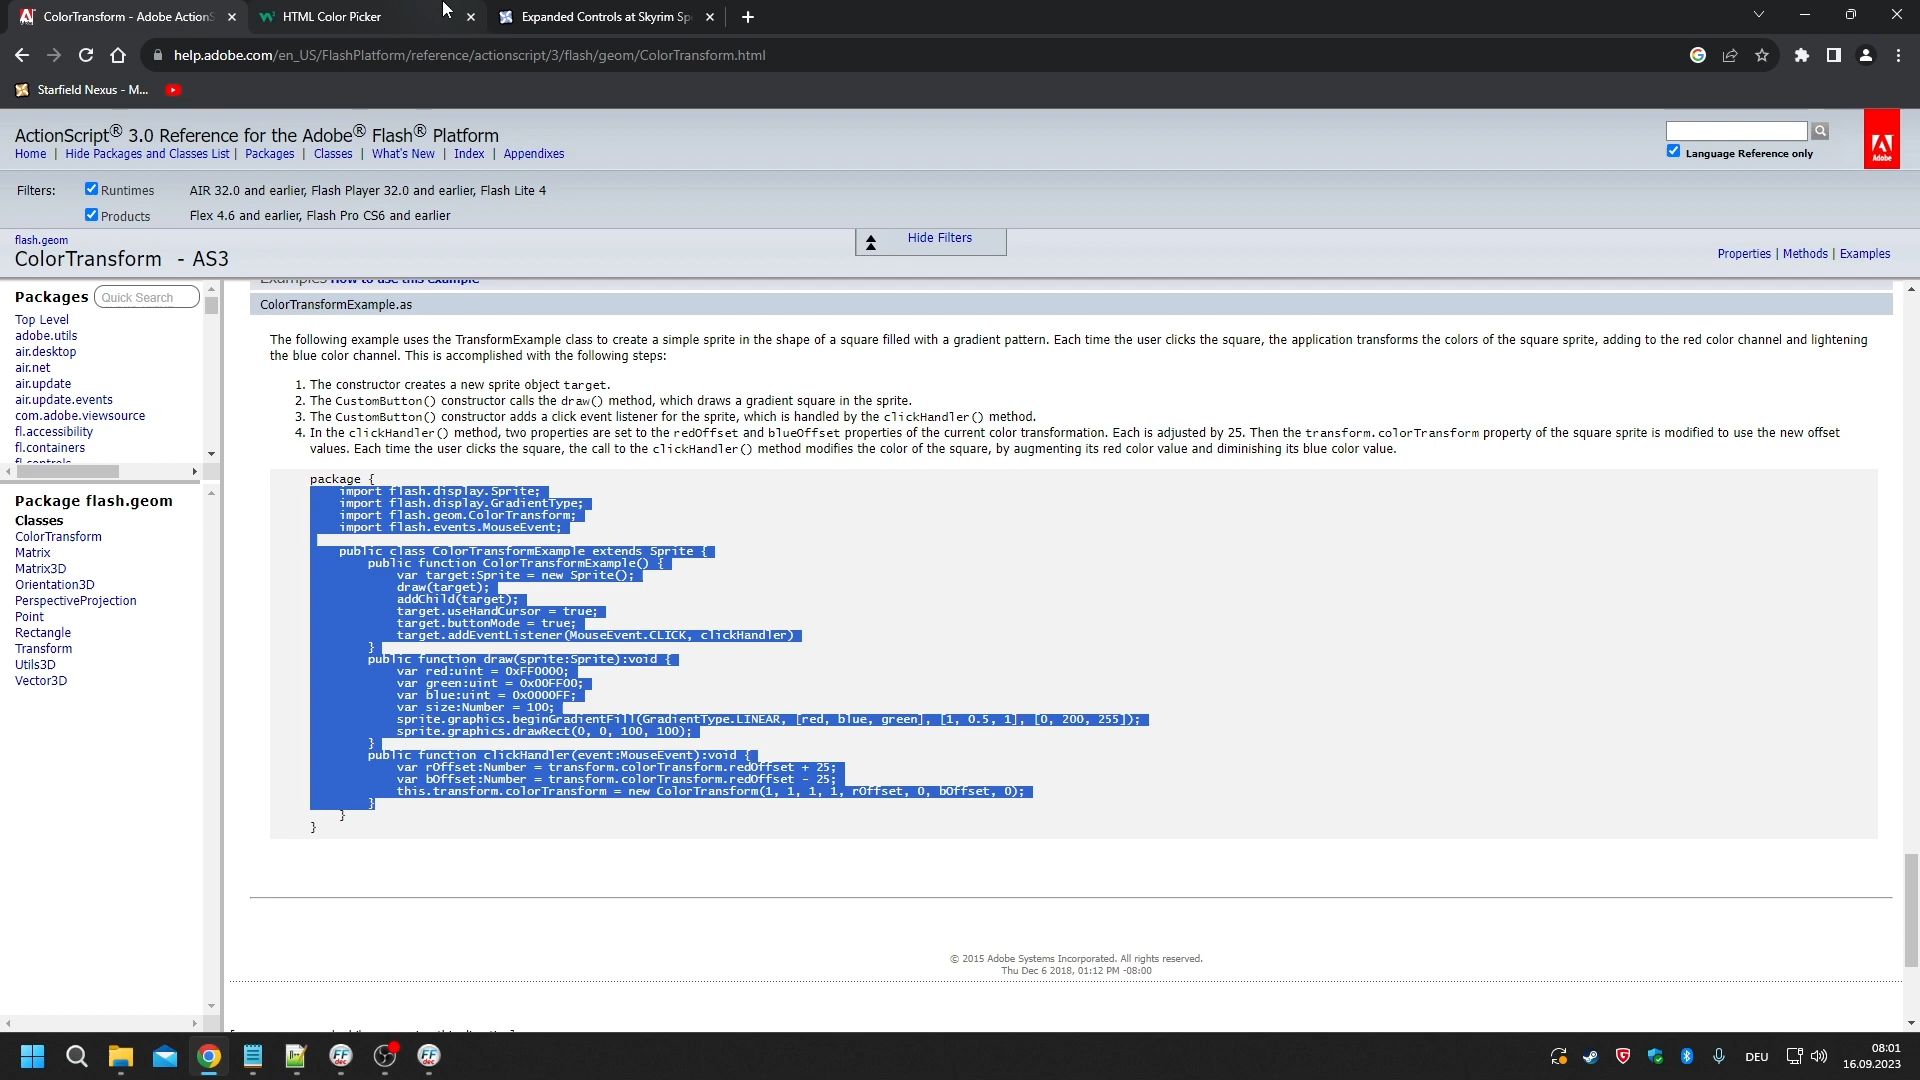 ColorTransform - Adobe ActionS
HTML Color Picker
Expanded Controls at Skyrim Sp
help.adobe.com/en_US/FlashPlatform/reference/actionscript/3/flash/geom/ColorTransform.html
Starfield Nexus - M...
ActionScript® 3.0 Reference for the Adobe® Flash® Platform
Home | Hide Packages and Classes List | Packages | Classes | What's New | Index | Appendixes
Language Reference only
Adobe
Filters:
Runtimes
AIR 32.0 and earlier, Flash Player 32.0 and earlier, Flash Lite 4
Products
Flex 4.6 and earlier, Flash Pro CS6 and earlier
Hide Filters
flash.geom
ColorTransform - AS3
Properties | Methods | Examples
Packages
Quick Search
Top Level
adobe.utils
air.desktop
air.net
air.update
air.update.events
com.adobe.viewsource
fl.accessibility
fl.containers
fl.controls
Package flash.geom
Classes
ColorTransform
Matrix
Matrix3D
Orientation3D
PerspectiveProjection
Point
Rectangle
Transform
Utils3D
Vector3D
Examples How to use this example
ColorTransformExample.as
The following example uses the TransformExample class to create a simple sprite in the shape of a square filled with a gradient pattern. Each time the user clicks the square, the application transforms the colors of the square sprite, adding to the red color channel and lightening
the blue color channel. This is accomplished with the following steps:
1. The constructor creates a new sprite object target.
2. The CustomButton() constructor calls the draw() method, which draws a gradient square in the sprite.
3. The CustomButton() constructor adds a click event listener for the sprite, which is handled by the clickHandler() method.
4. In the clickHandler() method, two properties are set to the redOffset and blueOffset properties of the current color transformation. Each is adjusted by 25. Then the transform.colorTransform property of the square sprite is modified to use the new offset
values. Each time the user clicks the square, the call to the clickHandler() method modifies the color of the square, by augmenting its red color value and diminishing its blue color value.
package {
import flash.display.Sprite;
import flash.display.GradientType;
import flash.geom.ColorTransform;
import flash.events.MouseEvent;
public class ColorTransformExample extends Sprite {
public function ColorTransformExample() {
var target:Sprite = new Sprite();
draw(target);
addChild(target);
target.useHandCursor = true;
target.buttonMode = true;
target.addEventListener(MouseEvent.CLICK, clickHandler)
}
public function draw(sprite:Sprite):void {
var red:uint = 0xFF0000;
var green:uint = 0x00FF00;
var blue:uint = 0x0000FF;
var size:Number = 100;
sprite.graphics.beginGradientFill(GradientType.LINEAR, [red, blue, green], [1, 0.5, 1], [0, 200, 255]);
sprite.graphics.drawRect(0, 0, 100, 100);
}
public function clickHandler(event:MouseEvent):void {
var rOffset:Number = transform.colorTransform.redOffset + 25;
var bOffset:Number = transform.colorTransform.redOffset - 25;
this.transform.colorTransform = new ColorTransform(1, 1, 1, 1, rOffset, 0, bOffset, 0);
}
}
}
© 2015 Adobe Systems Incorporated. All rights reserved.
Thu Dec 6 2018, 01:12 PM -08:00
FF dec
FF dec
DEU
08:01
16.09.2023